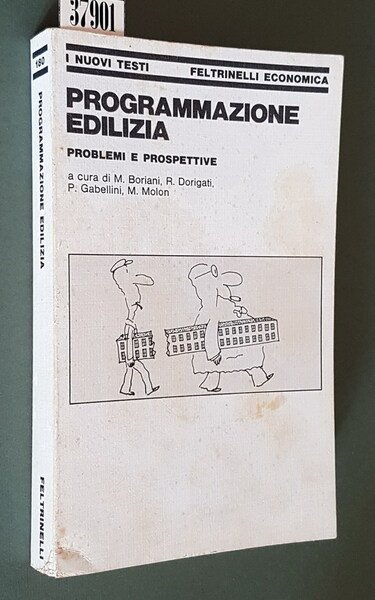 37901
I NUOVI TESTI FELTRINELLI ECONOMICA
PROGRAMMAZIONE
EDILIZIA
PROBLEMI E PROSPETTIVE
a cura di M. Boriani, R. Dorigati,
P. Gabellini, M. Molon
180
PROGRAMMAZIONE EDILIZIA
FELTRINELLI